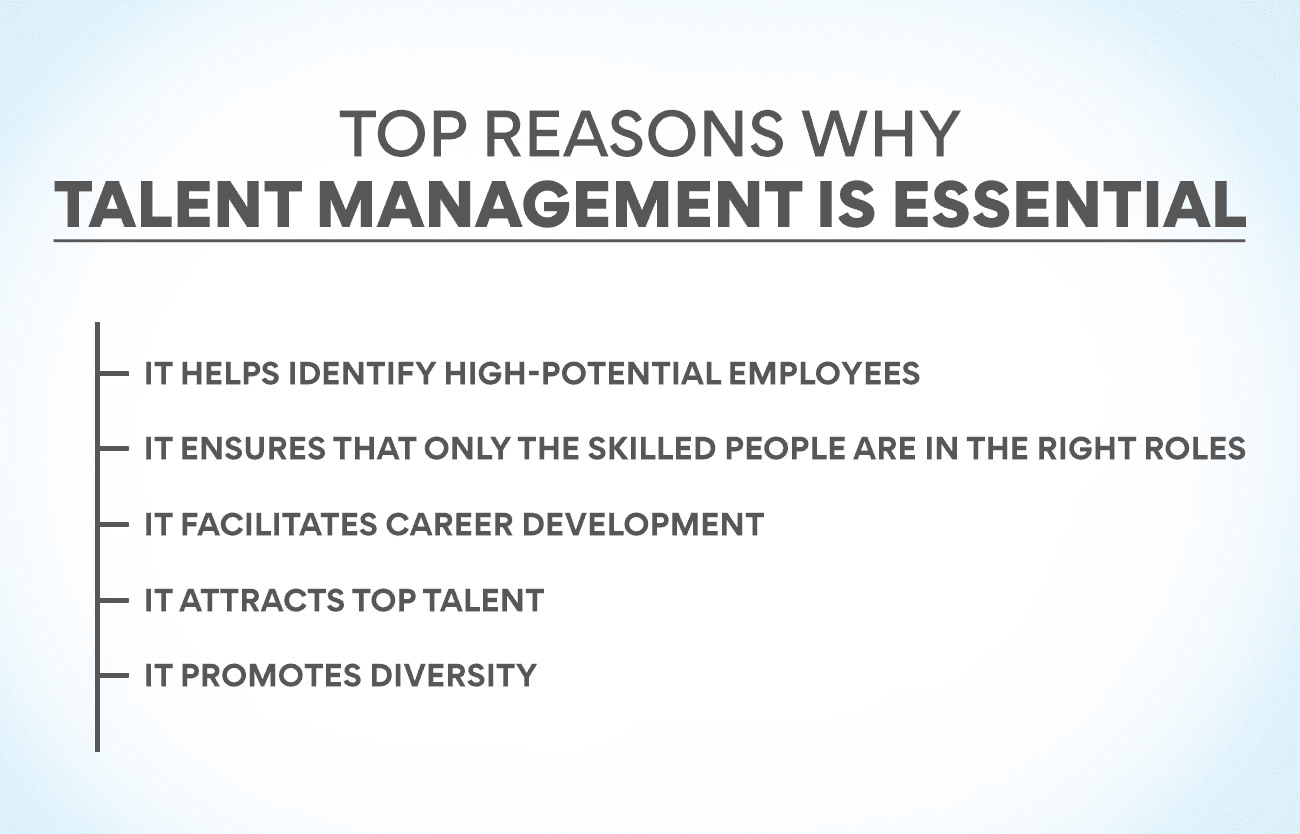 TOP REASONS WHY
TALENT MANAGEMENT IS ESSENTIAL
IT HELPS IDENTIFY HIGH-POTENTIAL EMPLOYEES
IT ENSURES THAT ONLY THE SKILLED PEOPLE ARE IN THE RIGHT ROLES
IT FACILITATES CAREER DEVELOPMENT
IT ATTRACTS TOP TALENT
IT PROMOTES DIVERSITY